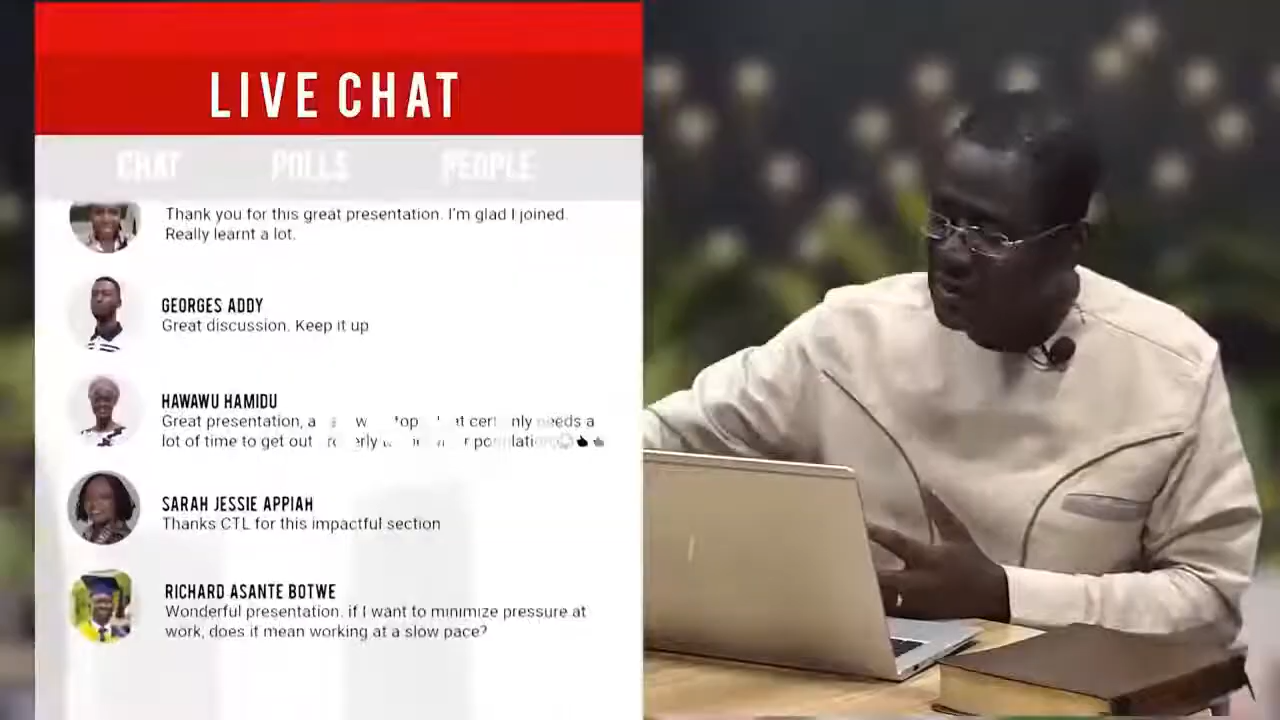 LIVE CHAT
CHAT POLLS PEOPLE
Thank you for this great presentation. I'm glad I joined.
Really learnt a lot.
GEORGES ADDY
Great discussion. Keep it up
HAWAWU HAMIDU
Great presentation, a needs a
lot of time to get out
SARAH JESSIE APPIAH
Thanks CTL for this impactful section
RICHARD ASANTE BOTWE
Wonderful presentation. if I want to minimize pressure at
work, does it mean working at a slow pace?